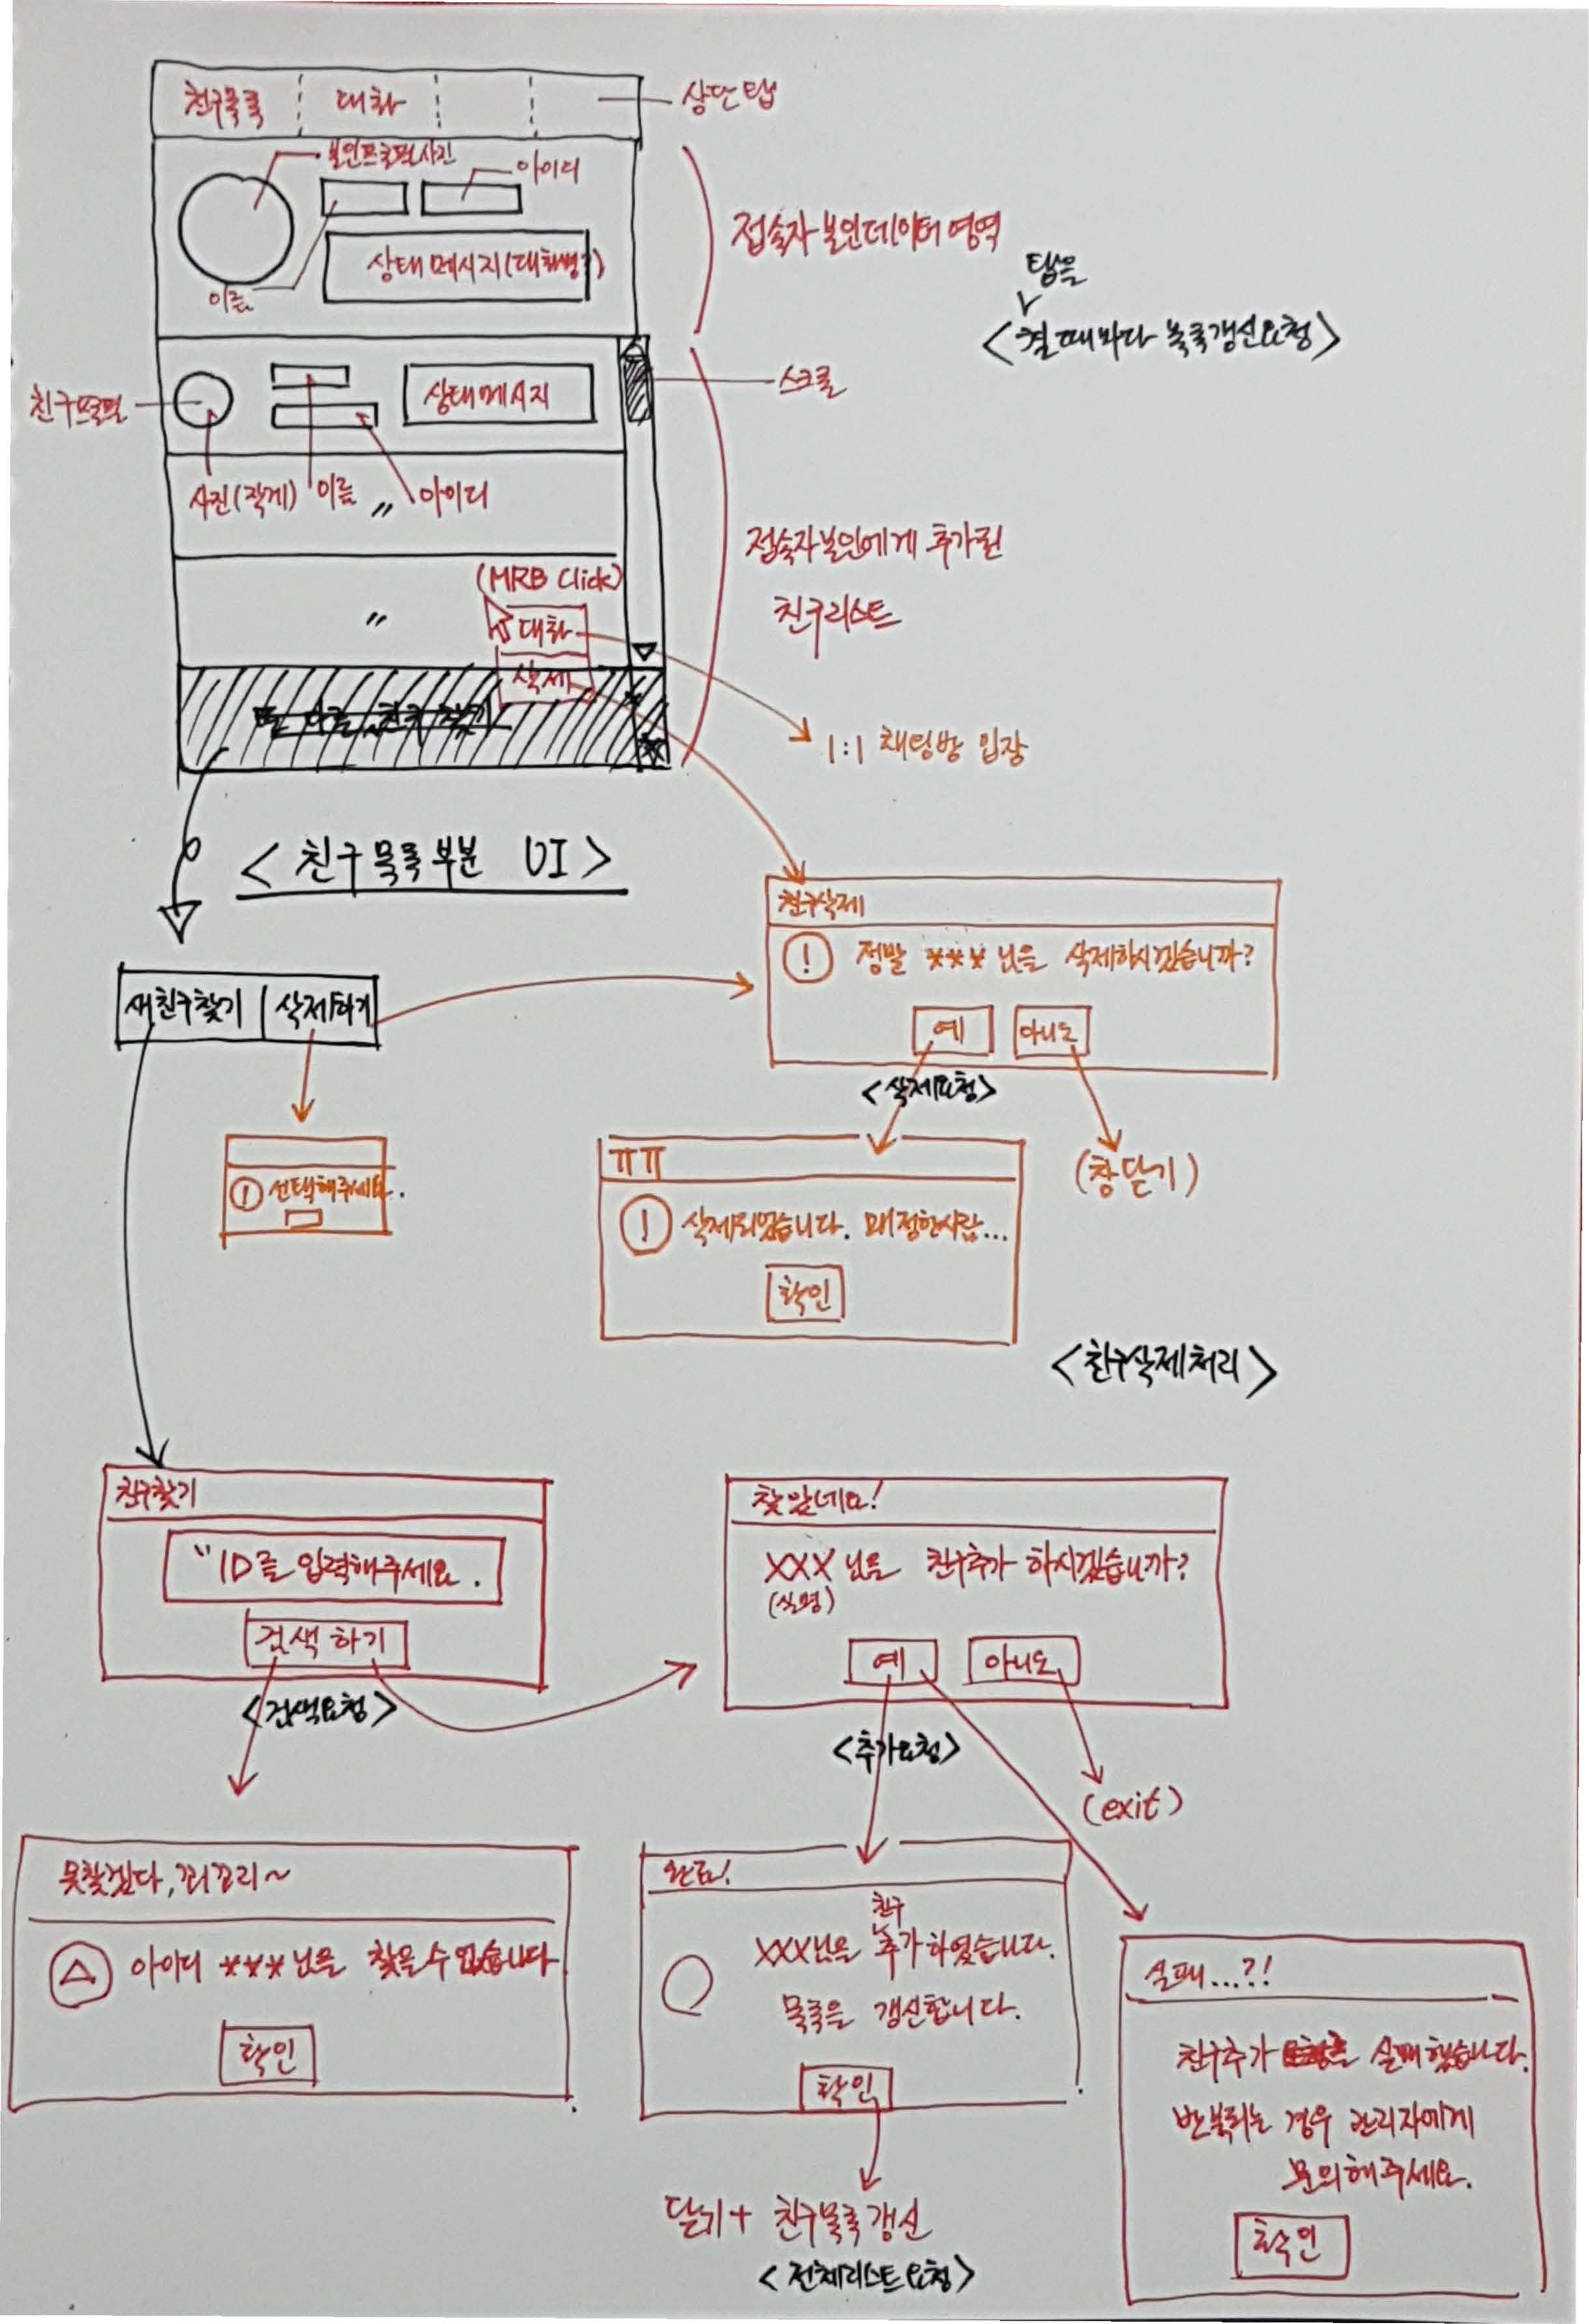 친구목록
대화
상단 탭
본인프로필사진
아이디
상태메시지(대화명?)
이름
접속자 본인데이터 영역
탭을
<켤 때마다 목록갱신요청>
친구프로필
상태메시지
스크롤
사진(작게)
이름
아이디
〃
접속자본인에게 추가된
친구리스트
(MRB Click)
〃
대화
삭제
1:1 채팅방 입장
<친구목록부분 UI>
새친구찾기
삭제하기
친구삭제
! 정말 *** 님을 삭제하시겠습니까?
예
아니오
<삭제요청>
(창닫기)
! 선택해주세요.
ㅠㅠ
! 삭제되었습니다. 매정한사람...
확인
<친구삭제처리>
친구찾기
"ID를 입력해주세요.
검색하기
<검색요청>
찾았네요!
XXX 님을 친구추가 하시겠습니까?
(실명)
예
아니오
<추가요청>
(exit)
못찾겠다, 꾀꼬리~
아이디 *** 님을 찾을 수 없습니다
확인
완료!
친구
XXX님을 추가하였습니다.
목록을 갱신합니다.
확인
닫기 + 친구목록갱신
<전체리스트요청>
실패...?!
친구추가 실패했습니다.
반복되는 경우 관리자에게
문의해주세요.
확인